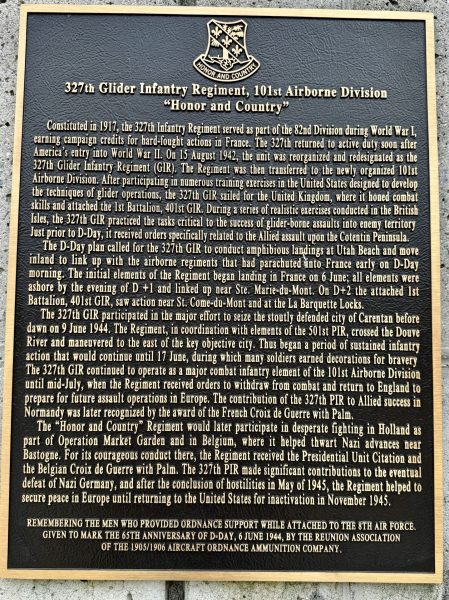 HONOR AND COUNTRY
327th Glider Infantry Regiment, 101st Airborne Division
“Honor and Country”
Constituted in 1917, the 327th Infantry Regiment served as part of the 82nd Division during World War I,
earning campaign credits for hard-fought actions in France. The 327th returned to active duty soon after
America's entry into World War II. On 15 August 1942, the unit was reorganized and redesignated as the
327th Glider Infantry Regiment (GIR). The Regiment was then transferred to the newly organized 101st
Airborne Division. After participating in numerous training exercises in the United States designed to develop
the techniques of glider operations, the 327th GIR sailed for the United Kingdom, where it honed combat
skills and attached the 1st Battalion, 401st GIR. During a series of realistic exercises conducted in the British
Isles, the 327th GIR practiced the tasks critical to the success of glider-borne assaults into enemy territory
Just prior to D-Day, it received orders specifically related to the Allied assault upon the Cotentin Peninsula.
The D-Day plan called for the 327th GIR to conduct amphibious landings at Utah Beach and move
inland to link up with the airborne regiments that had parachuted unto France early on D-Day
morning. The initial elements of the Regiment began landing in France on 6 June; all elements were
ashore by the evening of D +1 and linked up near Ste. Marie-du-Mont. On D+2 the attached 1st
Battalion, 401st GIR, saw action near St. Come-du-Mont and at the La Barquette Locks.
The 327th GIR participated in the major effort to seize the stoutly defended city of Carentan before
dawn on 9 June 1944. The Regiment, in coordination with elements of the 501st PIR, crossed the Douve
River and maneuvered to the east of the key objective city. Thus began a period of sustained infantry
action that would continue until 17 June, during which many soldiers earned decorations for bravery
The 327th GIR continued to operate as a major combat infantry element of the 101st Airborne Division
until mid-July, when the Regiment received orders to withdraw from combat and return to England to
prepare for future assault operations in Europe. The contribution of the 327th PIR to Allied success in
Normandy was later recognized by the award of the French Croix de Guerre with Palm.
The “Honor and Country” Regiment would later participate in desperate fighting in Holland as
part of Operation Market Garden and in Belgium, where it helped thwart Nazi advances near
Bastogne. For its courageous conduct there, the Regiment received the Presidential Unit Citation and
the Belgian Croix de Guerre with Palm. The 327th PIR made significant contributions to the eventual
defeat of Nazi Germany, and after the conclusion of hostilities in May of 1945, the Regiment helped to
secure peace in Europe until returning to the United States for inactivation in November 1945.
REMEMBERING THE MEN WHO PROVIDED ORDNANCE SUPPORT WHILE ATTACHED TO THE 8TH AIR FORCE.
GIVEN TO MARK THE 65TH ANNIVERSARY OF D-DAY, 6 JUNE 1944, BY THE REUNION ASSOCIATION
OF THE 1905/1906 AIRCRAFT ORDNANCE AMMUNITION COMPANY.